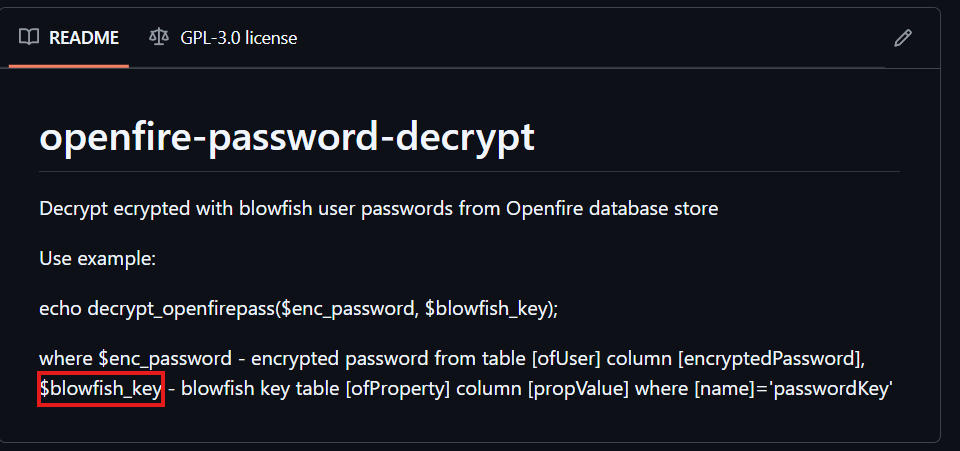 README GPL-3.0 license
openfire-password-decrypt
Decrypt ecrypted with blowfish user passwords from Openfire database store
Use example:
echo decrypt_openfirepass($enc_password, $blowfish_key);
where $enc_password - encrypted password from table [ofUser] column [encryptedPassword],
$blowfish_key - blowfish key table [ofProperty] column [propValue] where [name]='passwordKey'